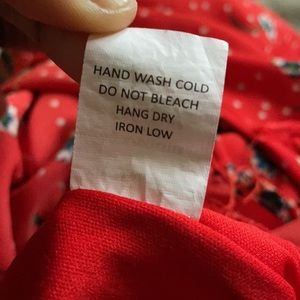 HAND WASH COLD
DO NOT BLEACH
HANG DRY
IRON LOW